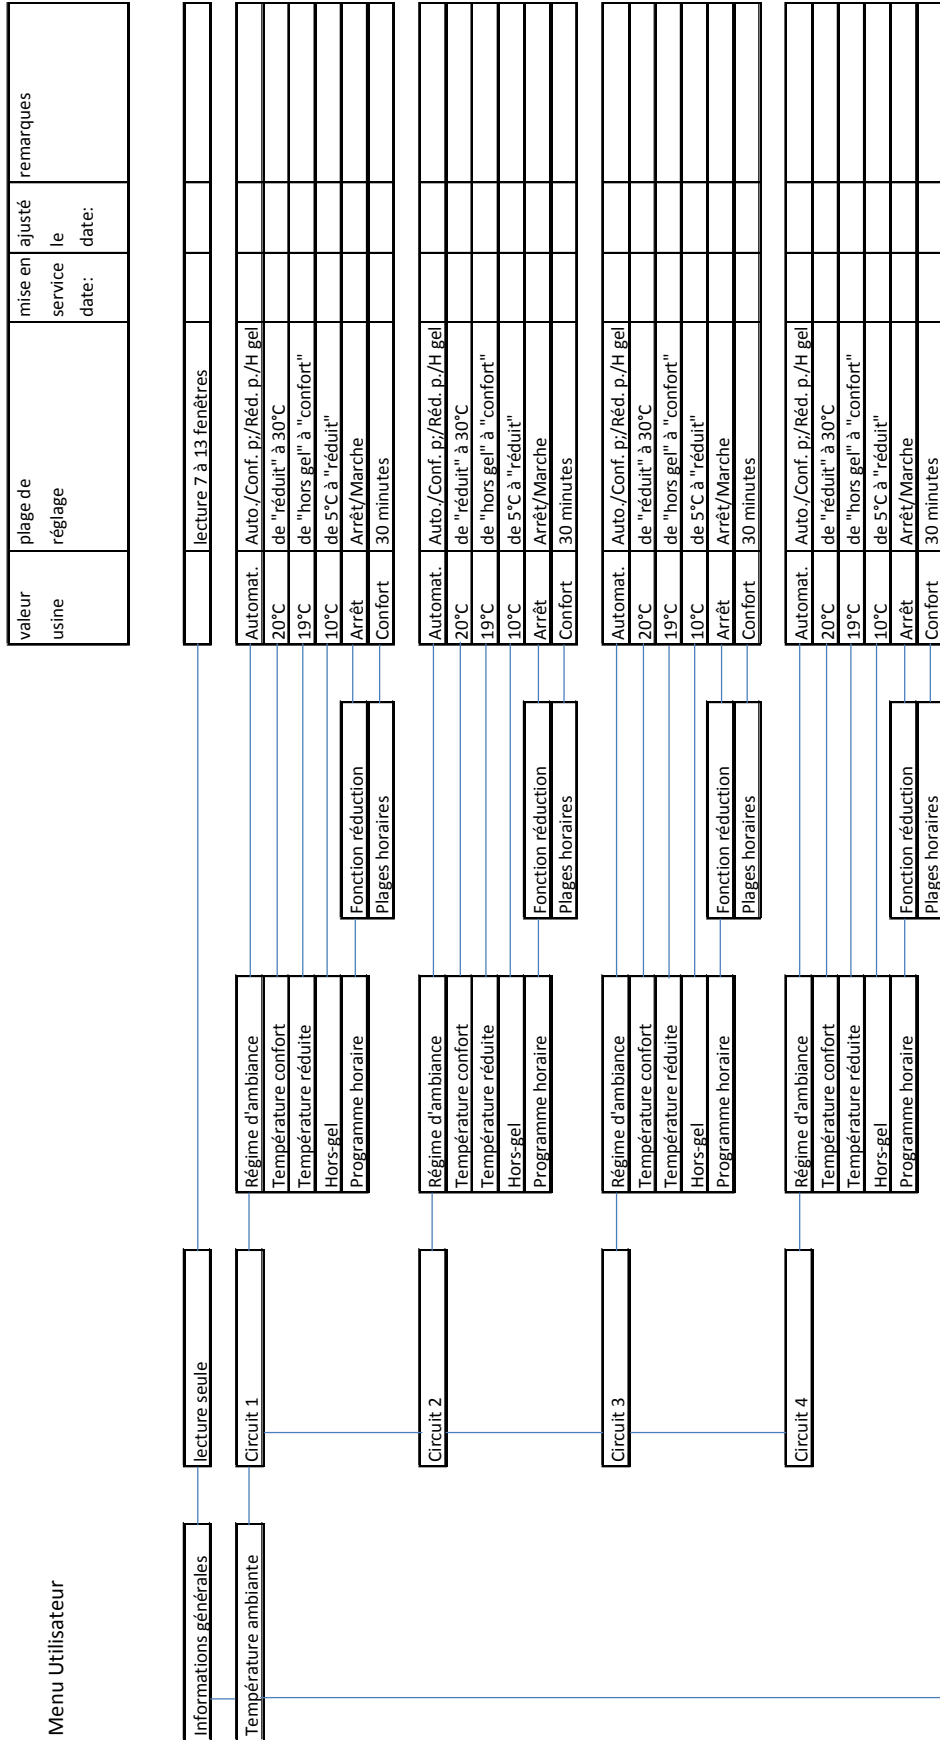 Menu Utilisateur
valeur usine
plage de réglage
mise en service date:
ajusté le date:
remarques
Informations générales
lecture seule
lecture 7 à 13 fenêtres
Température ambiante
Circuit 1
Régime d'ambiance
Automat.
Auto./Conf. p;/Réd. p./H gel
Température confort
20°C
de "réduit" à 30°C
Température réduite
19°C
de "hors gel" à "confort"
Hors-gel
10°C
de 5°C à "réduit"
Programme horaire
Fonction réduction
Arrêt
Arrêt/Marche
Plages horaires
Confort
30 minutes
Circuit 2
Régime d'ambiance
Automat.
Auto./Conf. p;/Réd. p./H gel
Température confort
20°C
de "réduit" à 30°C
Température réduite
19°C
de "hors gel" à "confort"
Hors-gel
10°C
de 5°C à "réduit"
Programme horaire
Fonction réduction
Arrêt
Arrêt/Marche
Plages horaires
Confort
30 minutes
Circuit 3
Régime d'ambiance
Automat.
Auto./Conf. p;/Réd. p./H gel
Température confort
20°C
de "réduit" à 30°C
Température réduite
19°C
de "hors gel" à "confort"
Hors-gel
10°C
de 5°C à "réduit"
Programme horaire
Fonction réduction
Arrêt
Arrêt/Marche
Plages horaires
Confort
30 minutes
Circuit 4
Régime d'ambiance
Automat.
Auto./Conf. p;/Réd. p./H gel
Température confort
20°C
de "réduit" à 30°C
Température réduite
19°C
de "hors gel" à "confort"
Hors-gel
10°C
de 5°C à "réduit"
Programme horaire
Fonction réduction
Arrêt
Arrêt/Marche
Plages horaires
Confort
30 minutes